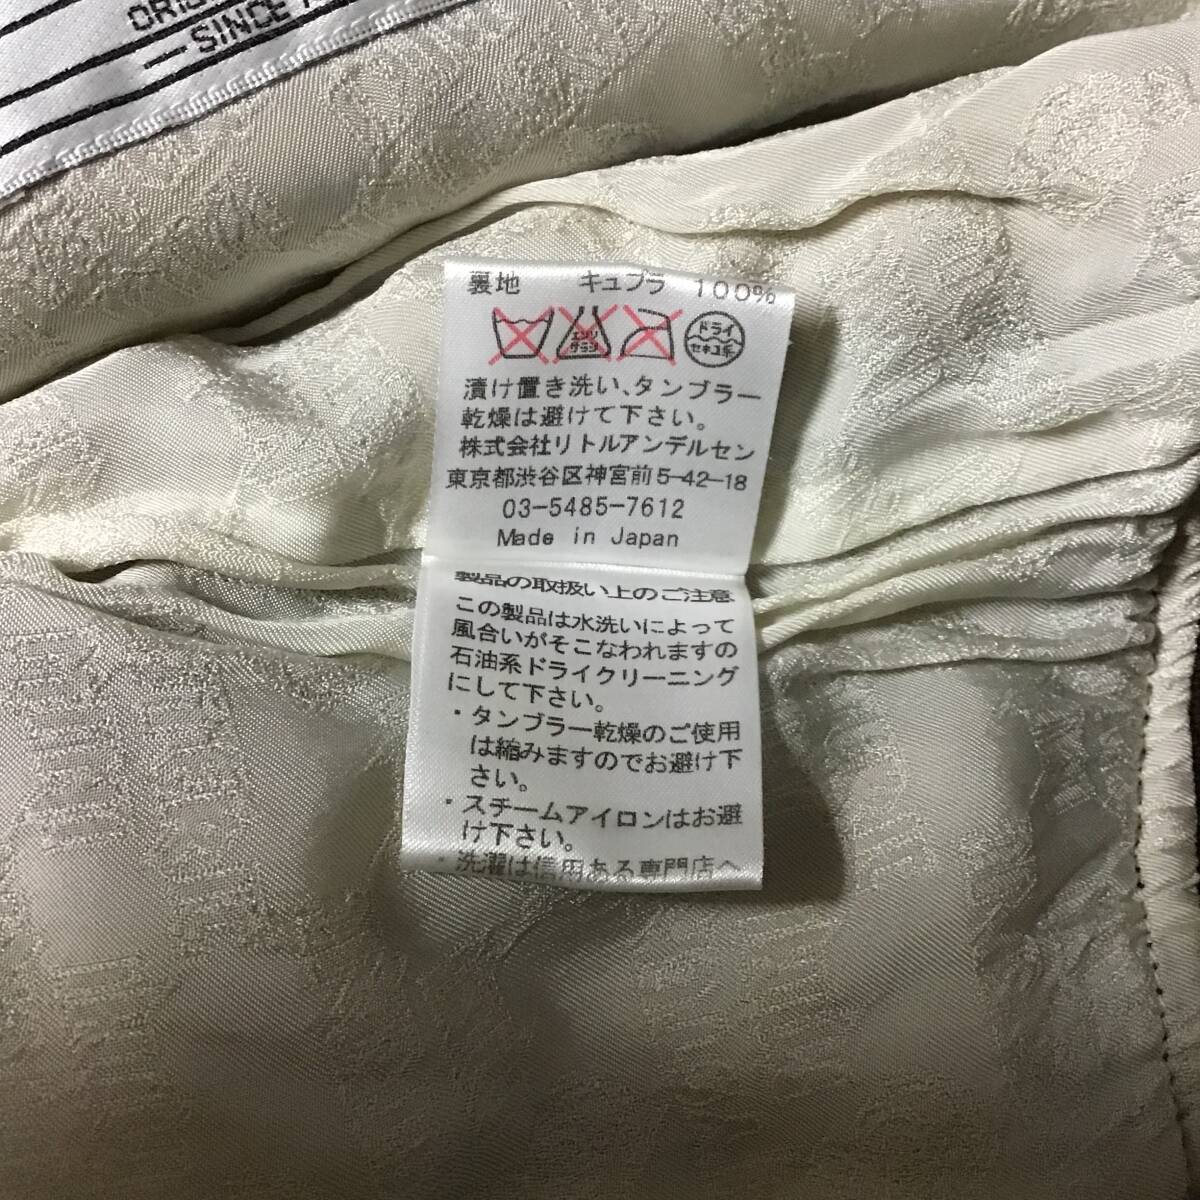 SINCE
裏地 キュプラ 100%
エンソ
サラシ
ドライ
セキユ系
漬け置き洗い、タンブラー
乾燥は避けて下さい。
株式会社リトルアンデルセン
東京都渋谷区神宮前5-42-18
03-5485-7612
Made in Japan
製品の取扱い上のご注意
この製品は水洗いによって
風合いがそこなわれますの
石油系ドライクリーニング
にして下さい。
・タンブラー乾燥のご使用
は縮みますのでお避け下
さい。
・スチームアイロンはお避
け下さい。
・洗濯は信用ある専門店へ